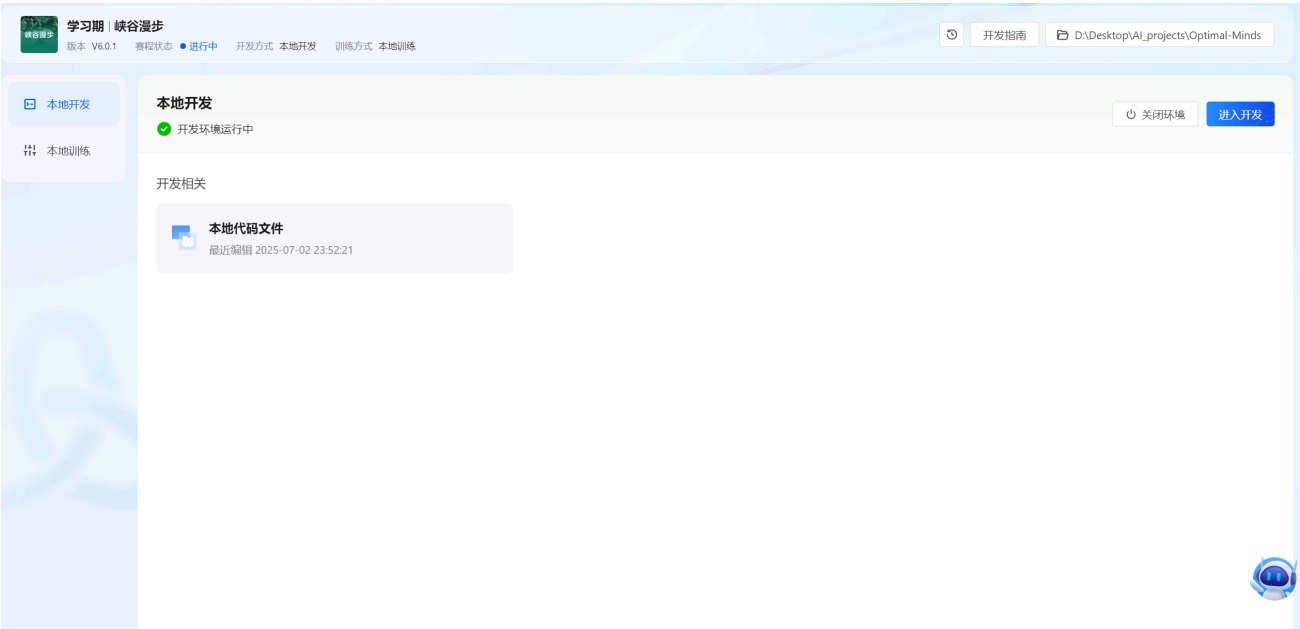 峡谷漫步
学习期 | 峡谷漫步
版本 V6.0.1 赛程状态 进行中 开发方式 本地开发 训练方式 本地训练
开发指南
D:\Desktop\AI_projects\Optimal-Minds
本地开发
本地训练
本地开发
开发环境运行中
关闭环境
进入开发
开发相关
本地代码文件
最近编辑 2025-07-02 23:52:21